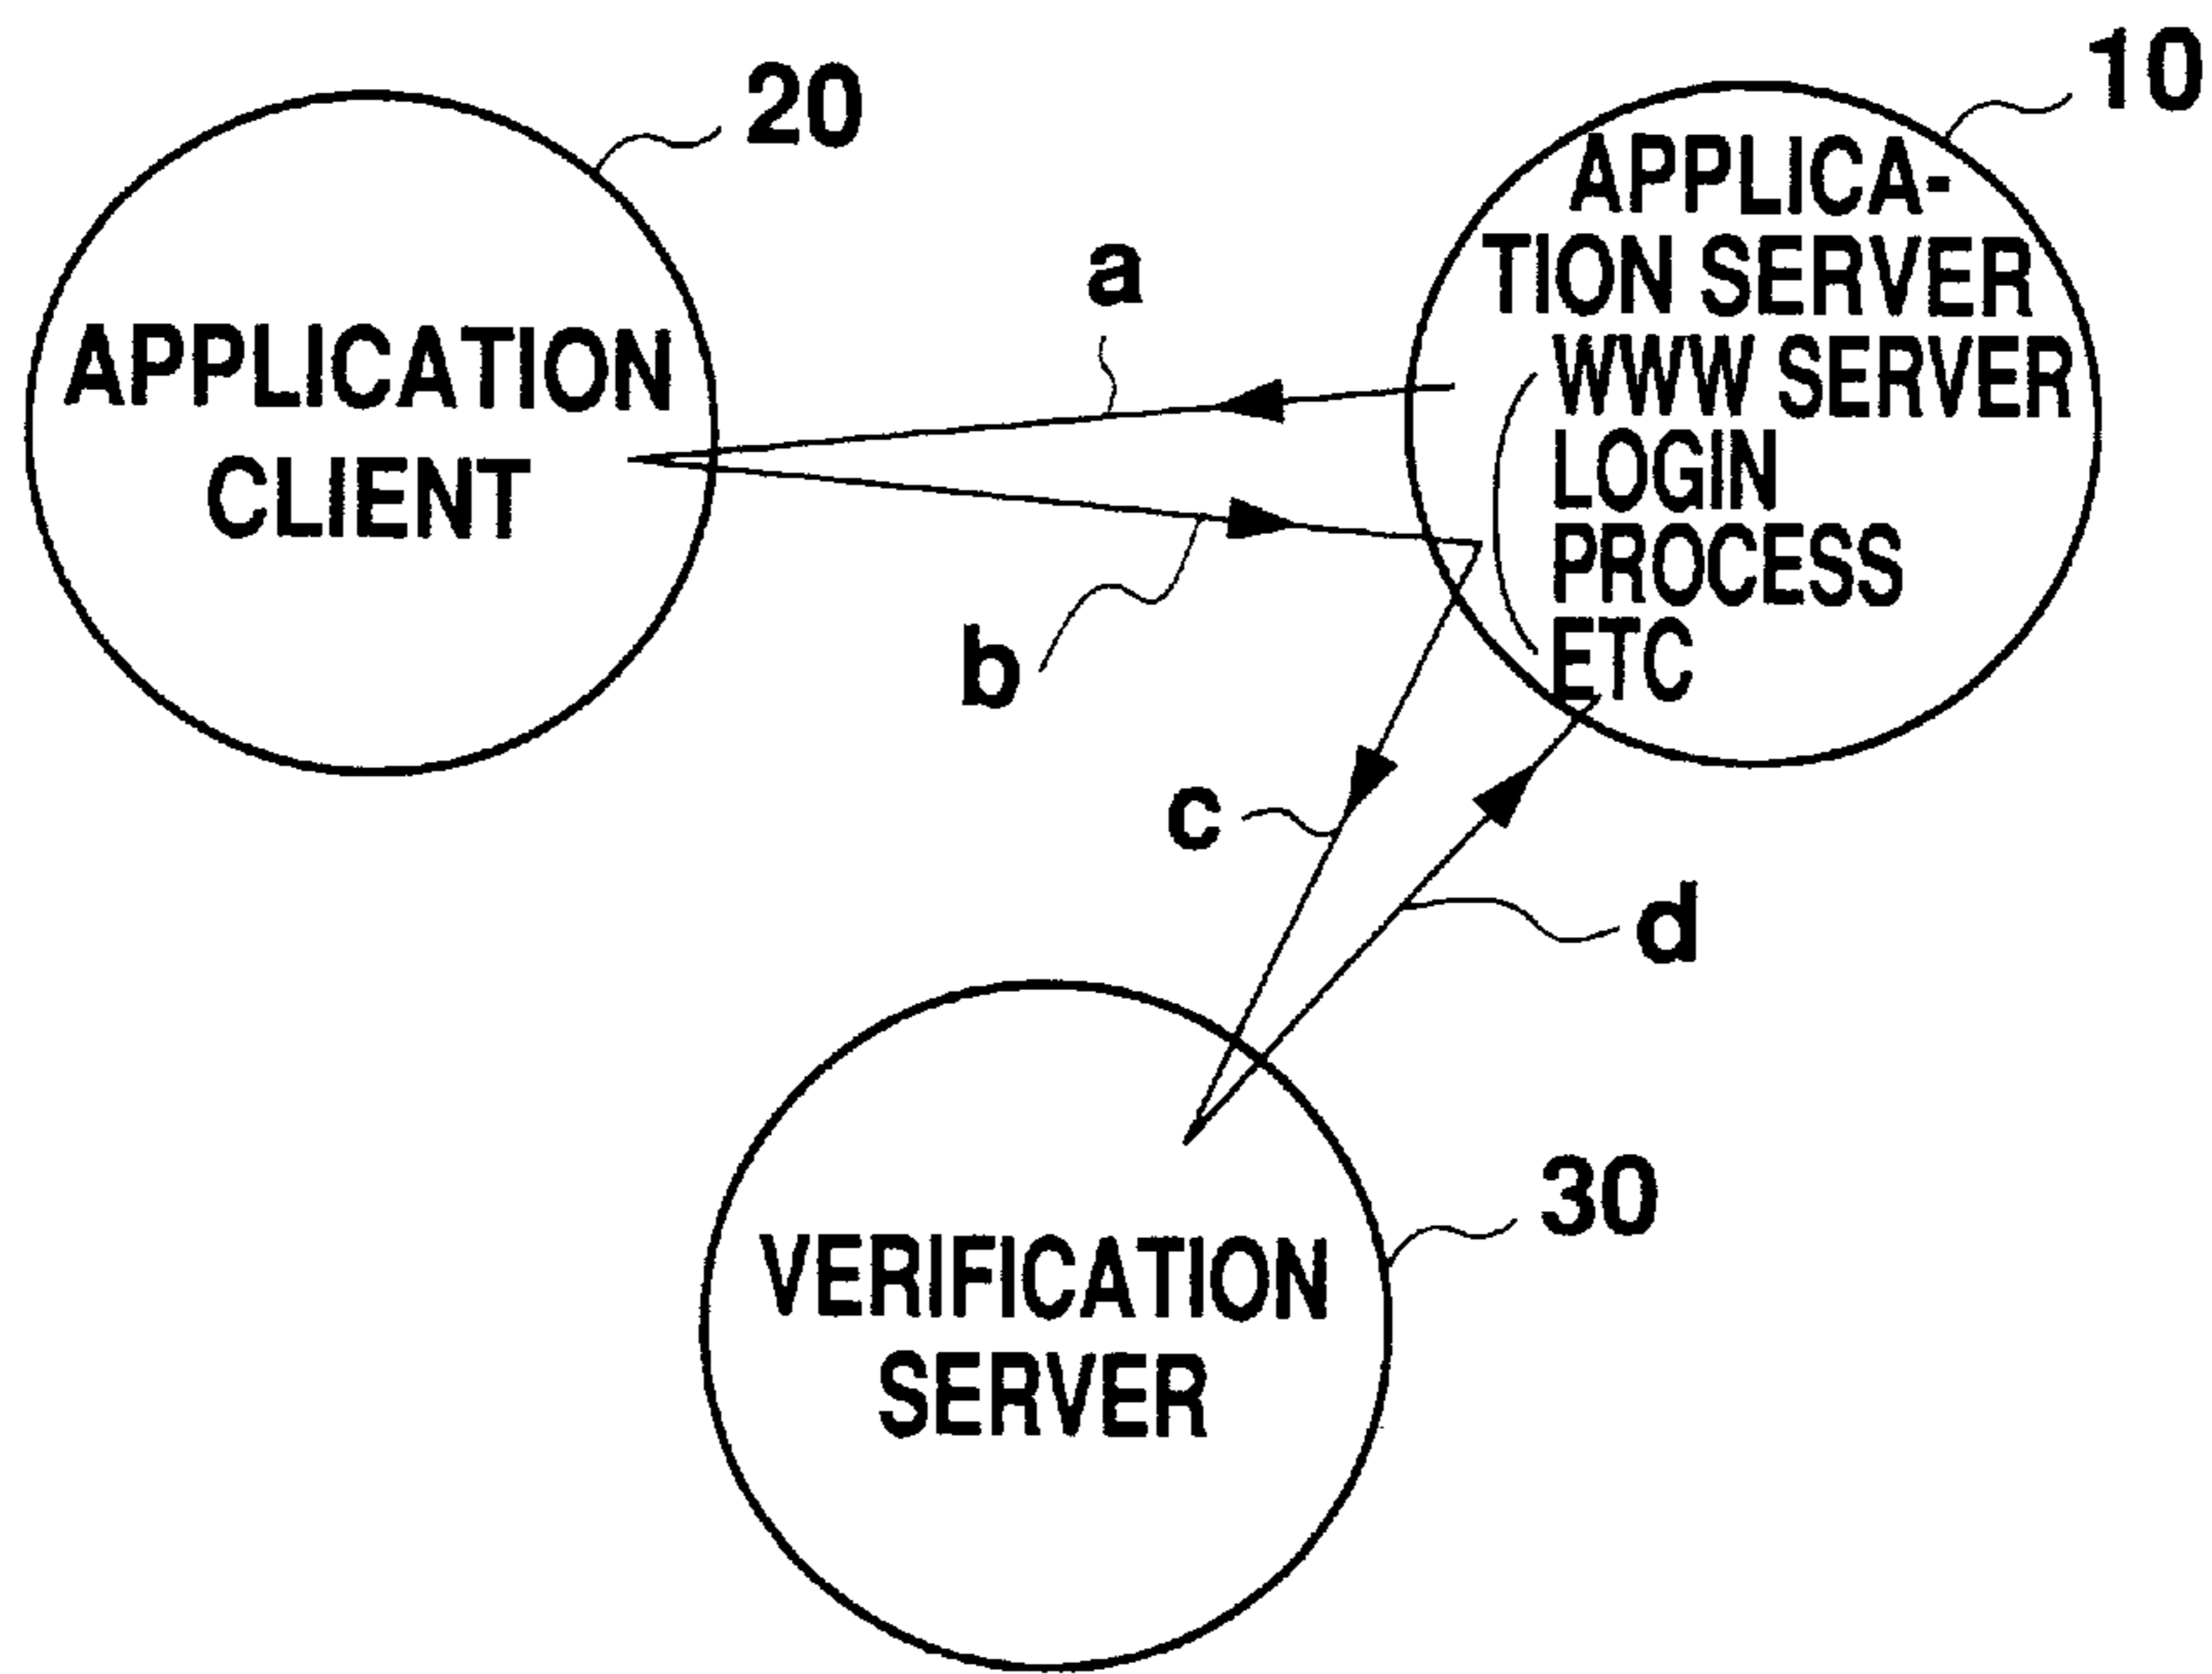 20
10
APPLICATION
CLIENT
a
b
APPLICA-
TION SERVER
WWW SERVER
LOGIN
PROCESS
ETC
c
d
30
VERIFICATION
SERVER